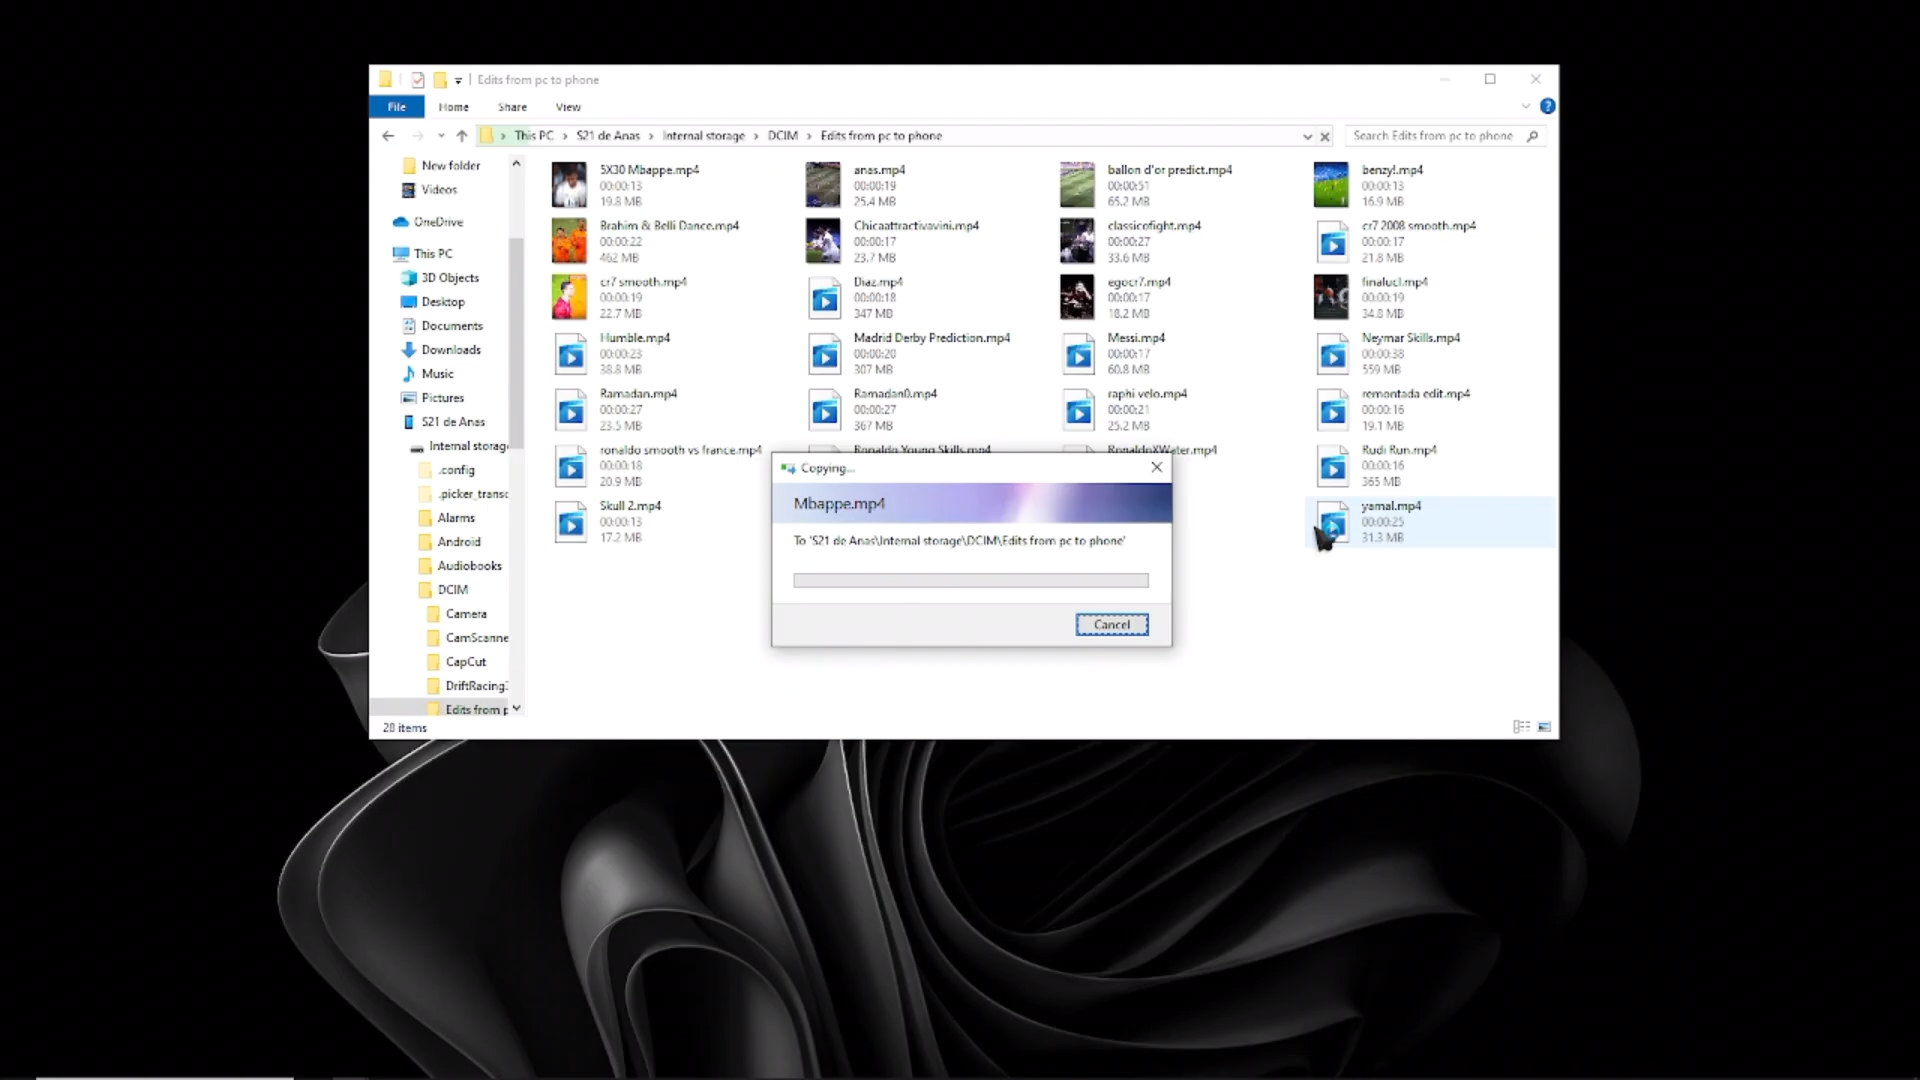 Edits from pc to phone
File Home Share View
This PC > S21 de Anas > Internal storage > DCIM > Edits from pc to phone
Search Edits from pc to phone
New folder
Videos
OneDrive
This PC
3D Objects
Desktop
Documents
Downloads
Music
Pictures
S21 de Anas
Internal storag
.config
.picker_transc
Alarms
Android
Audiobooks
DCIM
Camera
CamScanne
CapCut
DriftRacing
Edits from p
5X30 Mbappe.mp4
00:00:13
19.8 MB
anas.mp4
00:00:19
25.4 MB
ballon d'or predict.mp4
00:00:51
65.2 MB
benzy!.mp4
00:00:13
16.9 MB
Brahim & Belli Dance.mp4
00:00:22
462 MB
Chicaattractivavini.mp4
00:00:17
23.7 MB
classicofight.mp4
00:00:27
33.6 MB
cr7 2008 smooth.mp4
00:00:17
21.8 MB
cr7 smooth.mp4
00:00:19
22.7 MB
Diaz.mp4
00:00:18
347 MB
egocr7.mp4
00:00:17
18.2 MB
finalucl.mp4
00:00:19
34.8 MB
Humble.mp4
00:00:23
38.8 MB
Madrid Derby Prediction.mp4
00:00:20
307 MB
Messi.mp4
00:00:17
60.8 MB
Neymar Skills.mp4
00:00:38
559 MB
Ramadan.mp4
00:00:27
23.5 MB
Ramadan0.mp4
00:00:27
367 MB
raphi velo.mp4
00:00:21
25.2 MB
remontada edit.mp4
00:00:16
19.1 MB
ronaldo smooth vs france.mp4
00:00:18
20.9 MB
Ronaldo Young Skills.mp4
RonaldoXWater.mp4
Rudi Run.mp4
00:00:16
365 MB
Skull 2.mp4
00:00:13
17.2 MB
yamal.mp4
00:00:25
31.3 MB
Copying...
Mbappe.mp4
To 'S21 de Anas\Internal storage\DCIM\Edits from pc to phone'
Cancel
28 items